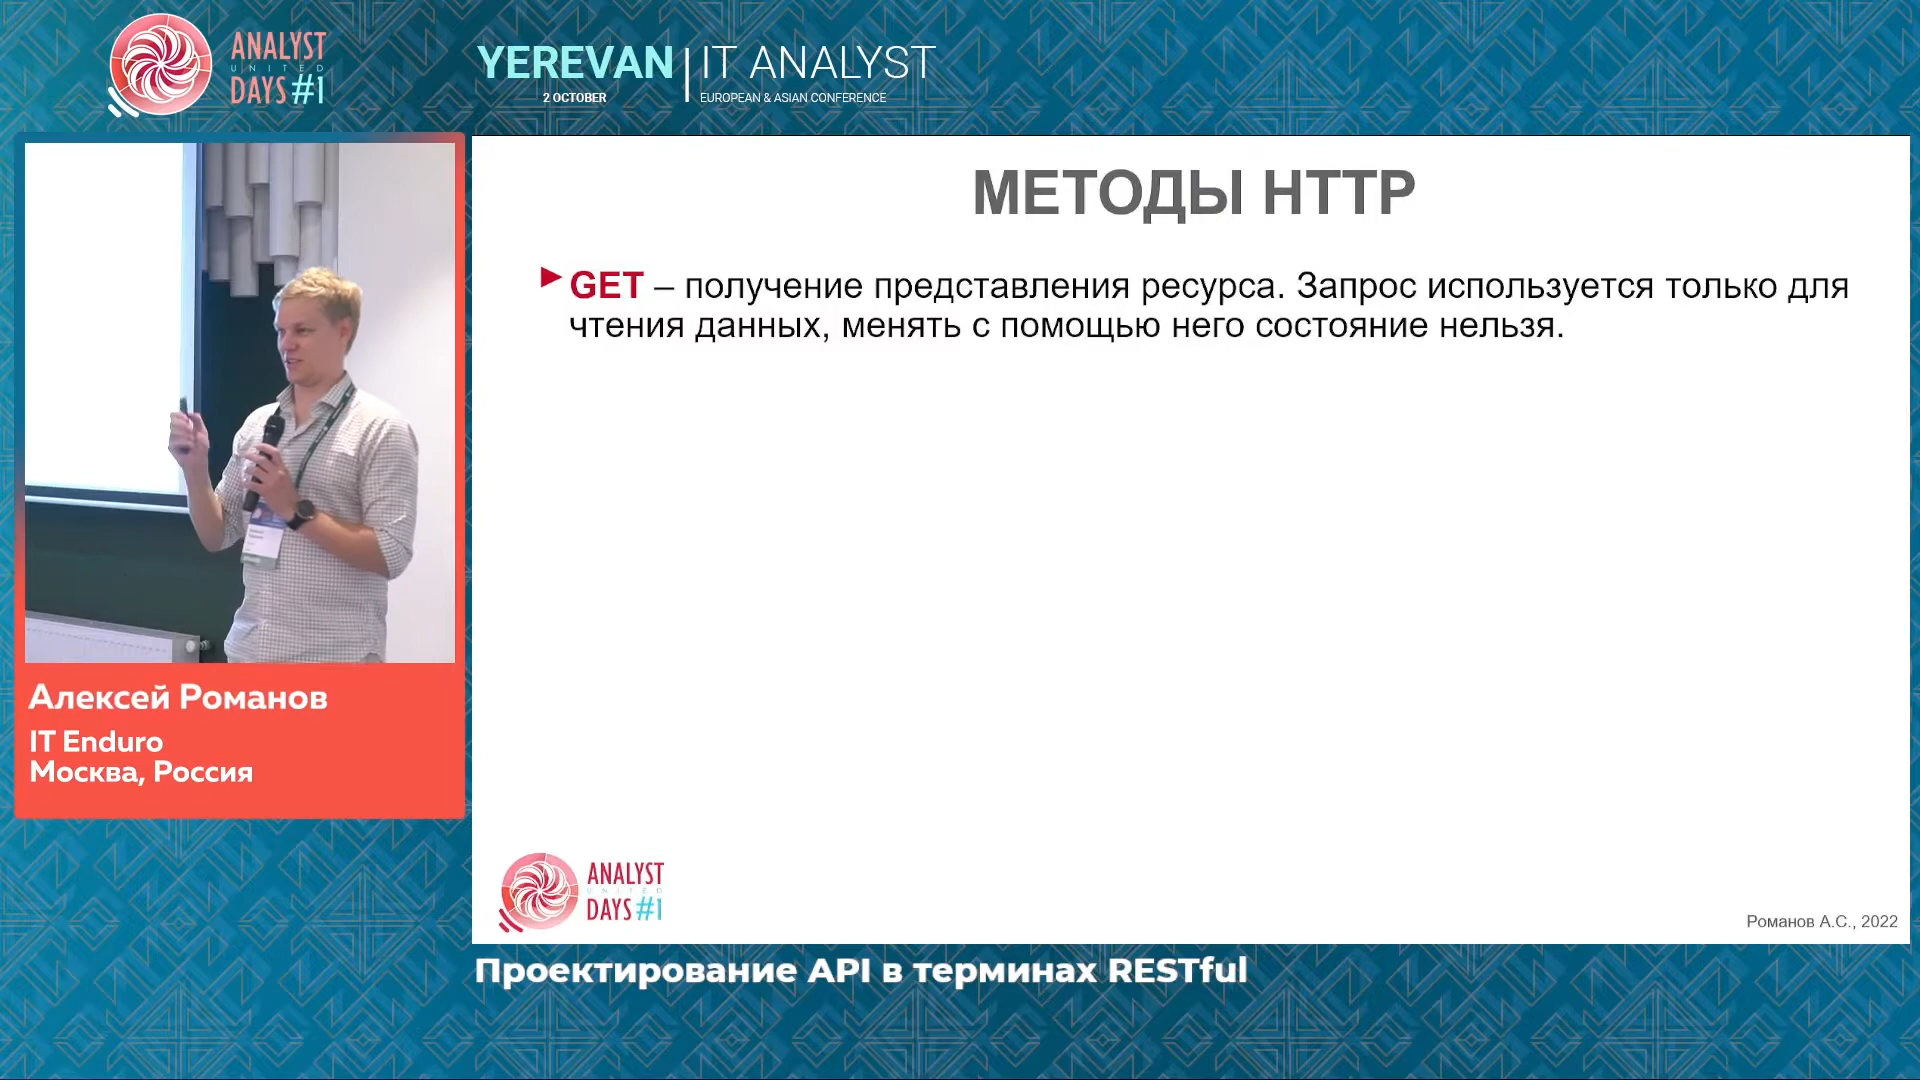 ANALYST
UNITED
DAYS #1
YEREVAN
2 OCTOBER
IT ANALYST
EUROPEAN & ASIAN CONFERENCE
Алексей Романов
IT Enduro
Москва, Россия
МЕТОДЫ HTTP
GET – получение представления ресурса. Запрос используется только для
чтения данных, менять с помощью него состояние нельзя.
ANALYST
UNITED
DAYS #1
Романов А.С., 2022
Проектирование API в терминах RESTful